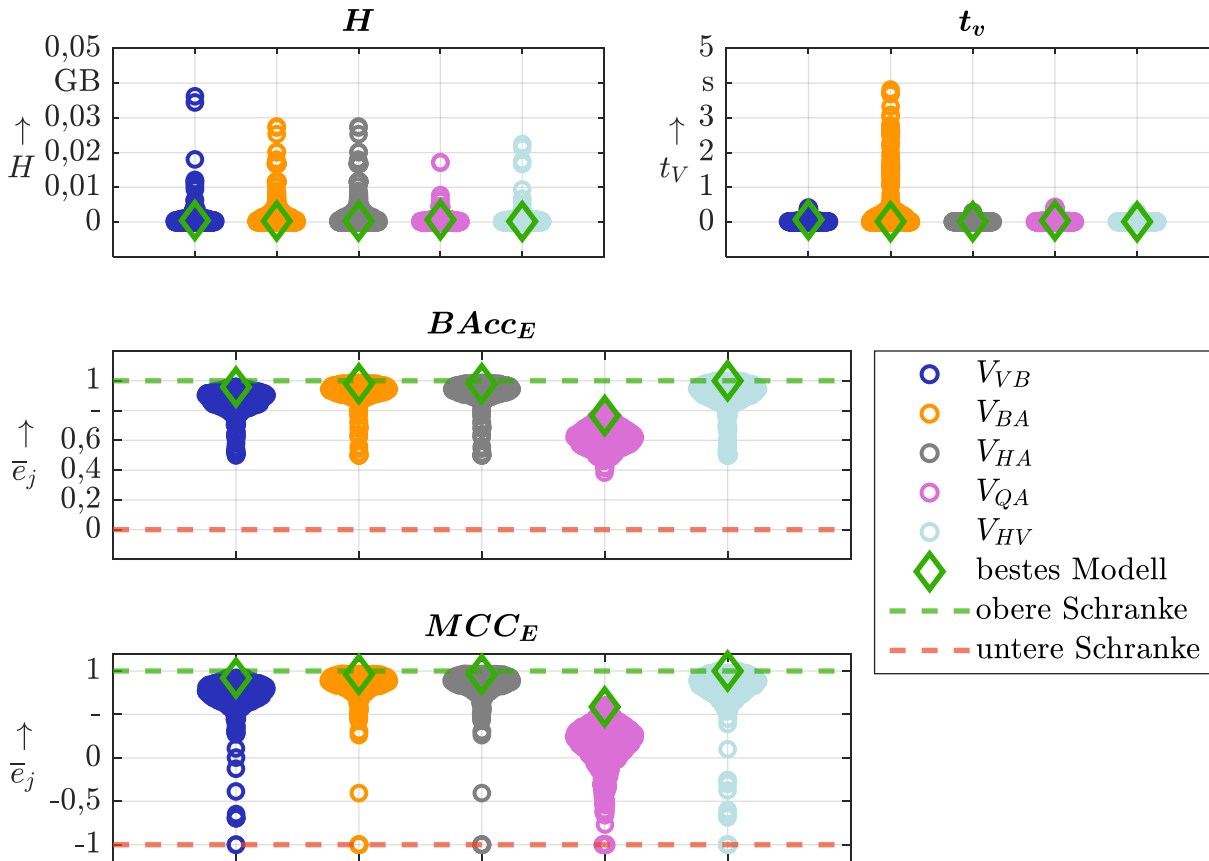 H
0,05
GB
0,03
0,02
0,01
0
↑
H
t_v
5
s
3
2
1
0
↑
t_V
BAcc_E
1
–
0,6
0,4
0,2
0
↑
e̅_j
V_VB
V_BA
V_HA
V_QA
V_HV
bestes Modell
obere Schranke
untere Schranke
MCC_E
1
–
0
-0,5
-1
↑
e̅_j